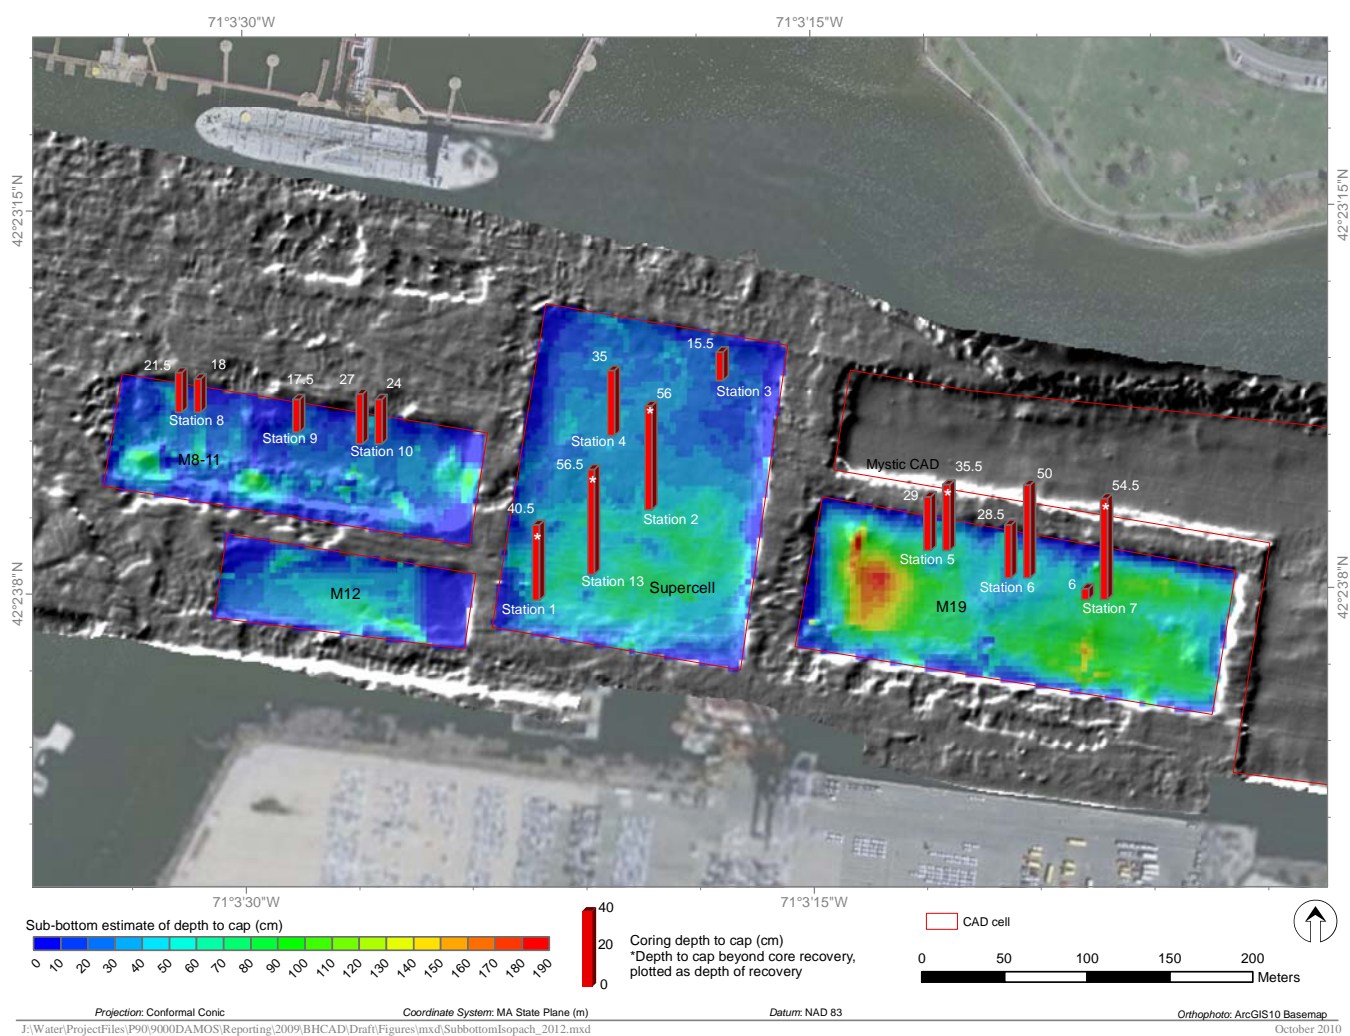 71°3'30"W
71°3'15"W
42°23'15"N
42°23'15"N
15.5
Station 3
35
56
21.5
18
17.5
27
24
Station 8
Station 9
Station 10
Station 4
M8-11
Mystic CAD
56.5
35.5
50
54.5
29
40.5
Station 2
28.5
Station 5
42°23'8"N
42°23'8"N
Station 13
Supercell
Station 6
6
M12
Station 1
M19
Station 7
71°3'30"W
71°3'15"W
Sub-bottom estimate of depth to cap (cm)
0 10 20 30 40 50 60 70 80 90 100 110 120 130 140 150 160 170 180 190
40
20
0
Coring depth to cap (cm)
*Depth to cap beyond core recovery,
plotted as depth of recovery
CAD cell
0 50 100 150 200
Meters
Projection: Conformal Conic
Coordinate System: MA State Plane (m)
Datum: NAD 83
Orthophoto: ArcGIS10 Basemap
J:\Water\ProjectFiles\P90\9000DAMOS\Reporting\2009\BHCAD\Draft\Figures\mxd\SubbottomIsopach_2012.mxd
October 2010